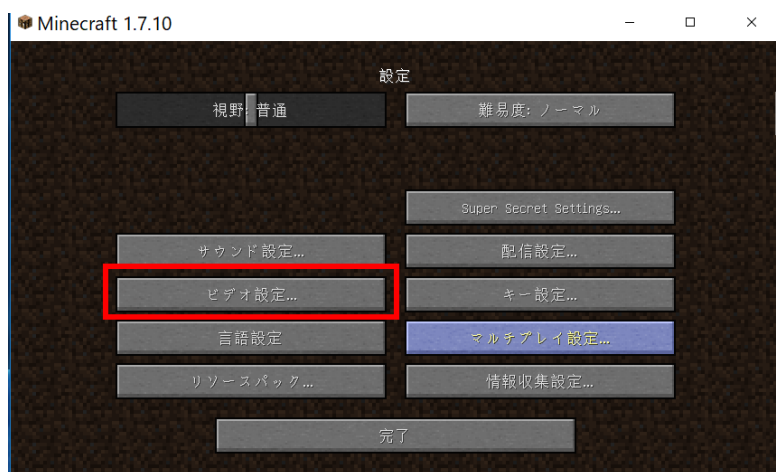 Minecraft 1.7.10
設定
視野: 普通
難易度: ノーマル
Super Secret Settings...
サウンド設定...
配信設定...
ビデオ設定...
キー設定...
言語設定
マルチプレイ設定...
リソースパック...
情報収集設定...
完了